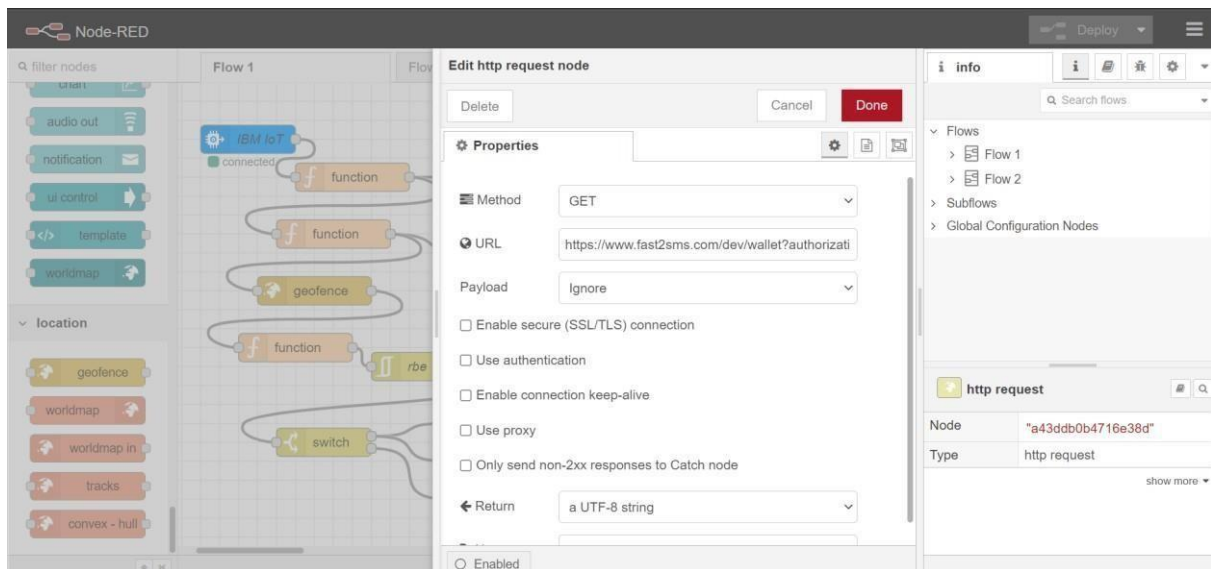 Node-RED
Deploy
filter nodes
chart
audio out
notification
ui control
template
worldmap
location
geofence
worldmap
worldmap in
tracks
convex - hull
Flow 1
Flow
IBM IoT
connected
function
function
geofence
function
rbe
switch
Edit http request node
Delete
Cancel
Done
Properties
Method
GET
URL
https://www.fast2sms.com/dev/wallet?authorizati
Payload
Ignore
Enable secure (SSL/TLS) connection
Use authentication
Enable connection keep-alive
Use proxy
Only send non-2xx responses to Catch node
Return
a UTF-8 string
Enabled
info
Search flows
Flows
Flow 1
Flow 2
Subflows
Global Configuration Nodes
http request
Node
"a43ddb0b4716e38d"
Type
http request
show more